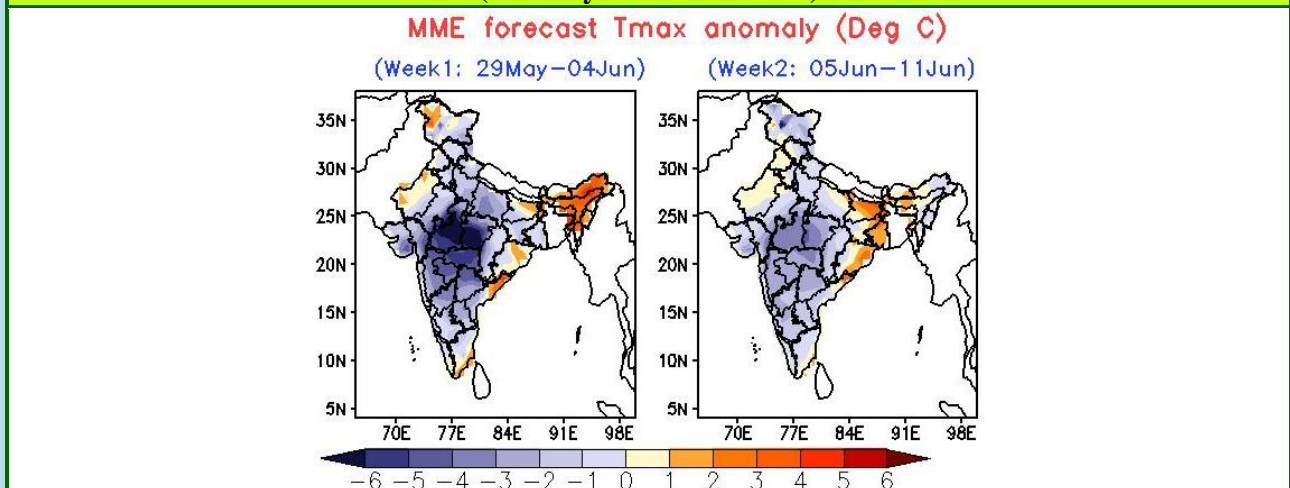 MME forecast Tmax anomaly (Deg C)
(Week1: 29May-04Jun) (Week2: 05Jun-11Jun)
35N 35N
30N 30N
25N 25N
20N 20N
15N 15N
10N 10N
5N 5N
70E 77E 84E 91E 98E 70E 77E 84E 91E 98E
-6 -5 -4 -3 -2 -1 0 1 2 3 4 5 6